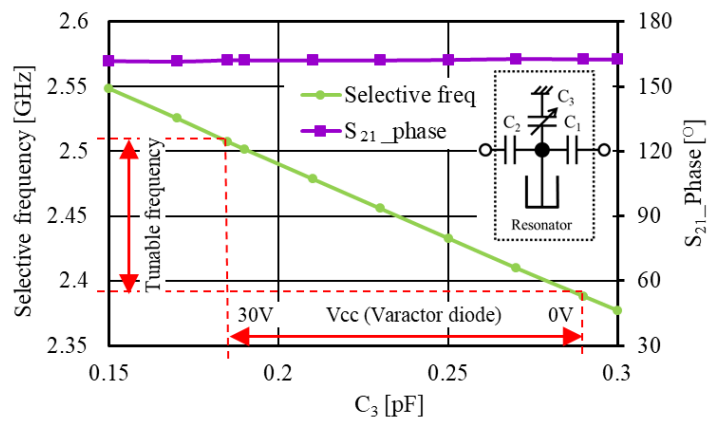 2.6
2.55
2.5
2.45
2.4
2.35
Selective frequency [GHz]
180
150
120
90
60
30
S21_Phase [O]
Selective freq
S21_phase
C3
C2
C1
Resonator
Tunable frequency
30V
Vcc (Varactor diode)
0V
0.15
0.2
0.25
0.3
C3 [pF]